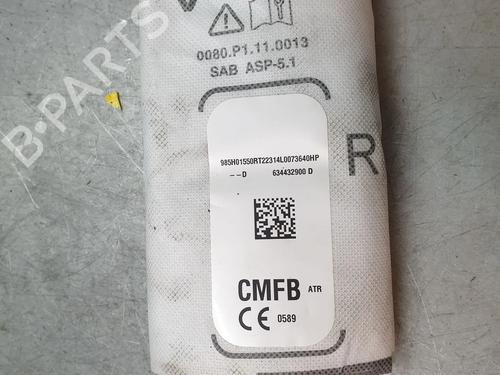 0080.P1.11.0013
SAB ASP-5.1
985H01550RT22314L0073640HP
--D 634432900 D
R
CMFB ATR
CE 0589
B-PARTS